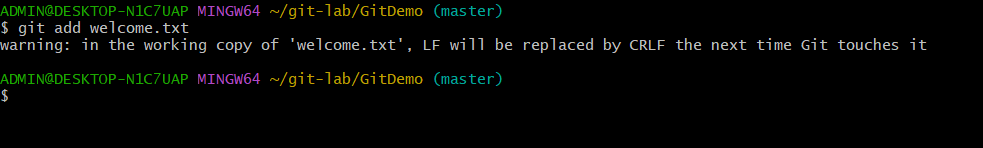 ADMIN@DESKTOP-N1C7UAP MINGW64 ~/git-lab/GitDemo (master)
$ git add welcome.txt
warning: in the working copy of 'welcome.txt', LF will be replaced by CRLF the next time Git touches it
ADMIN@DESKTOP-N1C7UAP MINGW64 ~/git-lab/GitDemo (master)
$